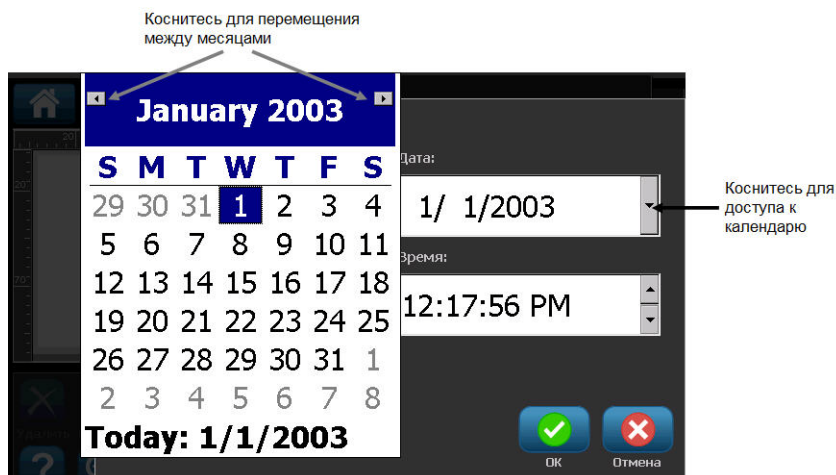 Коснитесь для перемещения
между месяцами
January 2003
S M T W T F S
29 30 31 1 2 3 4
5 6 7 8 9 10 11
12 13 14 15 16 17 18
19 20 21 22 23 24 25
26 27 28 29 30 31 1
2 3 4 5 6 7 8
Today: 1/1/2003
Дата:
1/ 1/2003
Время:
12:17:56 PM
OK
Отмена
Коснитесь для
доступа к
календарю
20
20
70
?